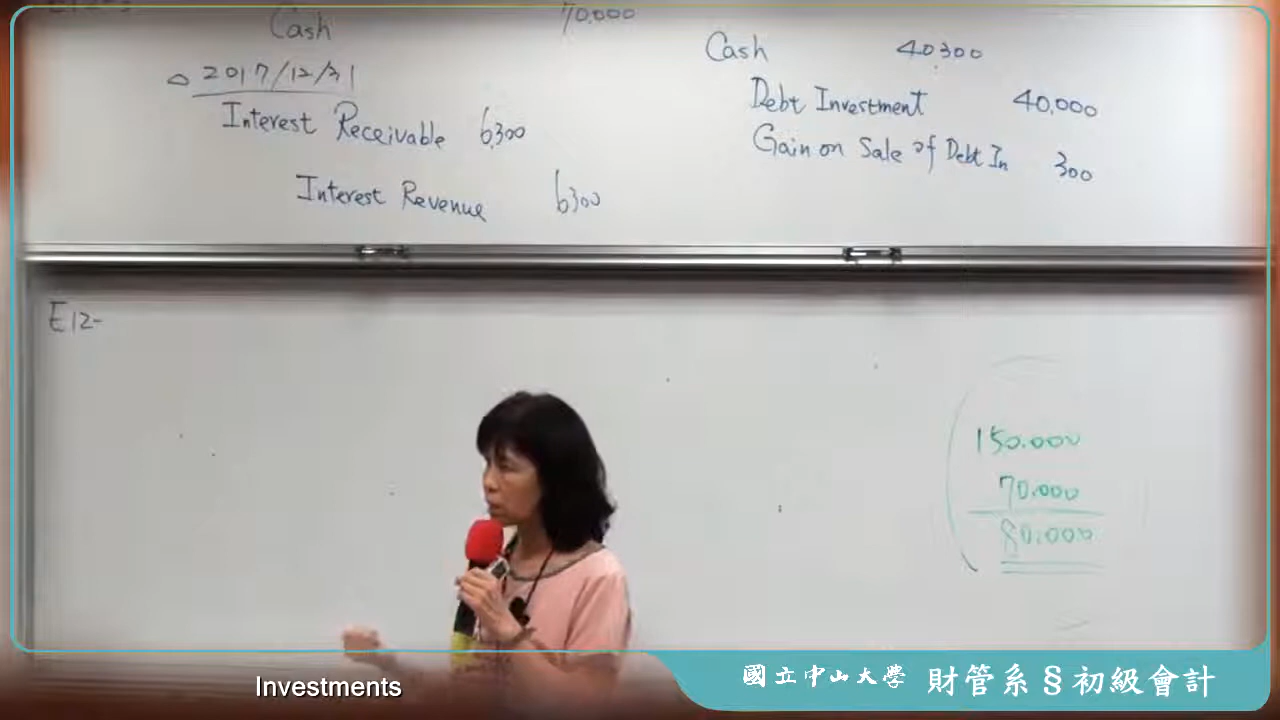 Cash 70,000
△ 2017/12/31
Interest Receivable 6,300
Interest Revenue 6300
Cash 40,300
Debt Investment 40,000
Gain on Sale of Debt In 300
E12-
150,000
70,000
80,000
Investments
國立中山大學 財管系§初級會計